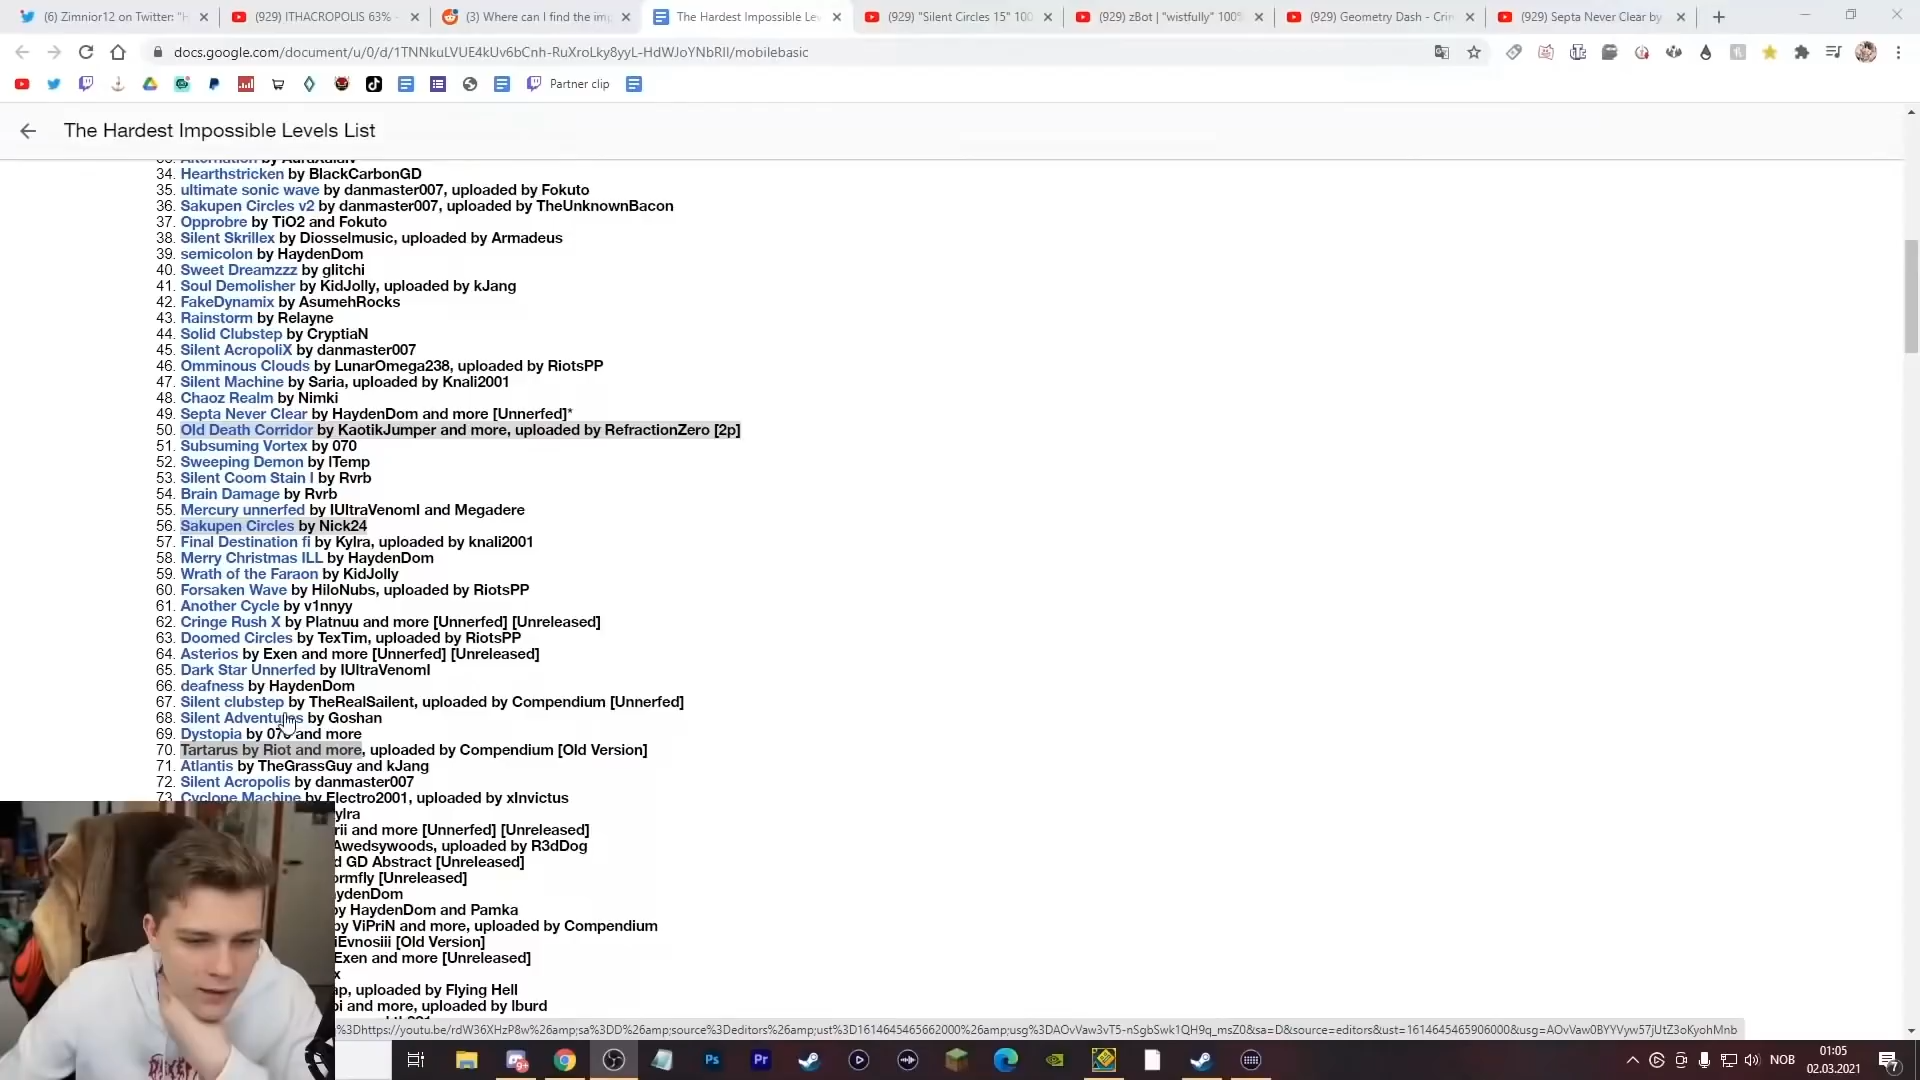 (6) Zimnior12 on Twitter: "H
(929) ITHACROPOLIS 63% -
(3) Where can I find the imp
The Hardest Impossible Lev
(929) "Silent Circles 15" 100
(929) zBot | "wistfully" 100%
(929) Geometry Dash - Crin
(929) Septa Never Clear by
docs.google.com/document/u/0/d/1TNNkuLVUE4kUv6bCnh-RuXroLky8yyL-HdWJoYNbRlI/mobilebasic
Partner clip
The Hardest Impossible Levels List
34. Hearthstricken by BlackCarbonGD
35. ultimate sonic wave by danmaster007, uploaded by Fokuto
36. Sakupen Circles v2 by danmaster007, uploaded by TheUnknownBacon
37. Opprobre by TiO2 and Fokuto
38. Silent Skrillex by Diosselmusic, uploaded by Armadeus
39. semicolon by HaydenDom
40. Sweet Dreamzzz by glitchi
41. Soul Demolisher by KidJolly, uploaded by kJang
42. FakeDynamix by AsumehRocks
43. Rainstorm by Relayne
44. Solid Clubstep by CryptiaN
45. Silent AcropoliX by danmaster007
46. Omminous Clouds by LunarOmega238, uploaded by RiotsPP
47. Silent Machine by Saria, uploaded by Knali2001
48. Chaoz Realm by Nimki
49. Septa Never Clear by HaydenDom and more [Unnerfed]*
50. Old Death Corridor by KaotikJumper and more, uploaded by RefractionZero [2p]
51. Subsuming Vortex by 070
52. Sweeping Demon by lTemp
53. Silent Coom Stain I by Rvrb
54. Brain Damage by Rvrb
55. Mercury unnerfed by IUltraVenomI and Megadere
56. Sakupen Circles by Nick24
57. Final Destination fi by Kylra, uploaded by knali2001
58. Merry Christmas ILL by HaydenDom
59. Wrath of the Faraon by KidJolly
60. Forsaken Wave by HiloNubs, uploaded by RiotsPP
61. Another Cycle by v1nnyy
62. Cringe Rush X by Platnuu and more [Unnerfed] [Unreleased]
63. Doomed Circles by TexTim, uploaded by RiotsPP
64. Asterios by Exen and more [Unnerfed] [Unreleased]
65. Dark Star Unnerfed by IUltraVenomI
66. deafness by HaydenDom
67. Silent clubstep by TheRealSailent, uploaded by Compendium [Unnerfed]
68. Silent Adventures by Goshan
69. Dystopia by 070 and more
70. Tartarus by Riot and more, uploaded by Compendium [Old Version]
71. Atlantis by TheGrassGuy and kJang
72. Silent Acropolis by danmaster007
73. Cyclone Machine by Electro2001, uploaded by xInvictus
ylra
rii and more [Unnerfed] [Unreleased]
Awedsywoods, uploaded by R3dDog
d GD Abstract [Unreleased]
ormfly [Unreleased]
aydenDom
by HaydenDom and Pamka
by ViPriN and more, uploaded by Compendium
iEvnosiii [Old Version]
Exen and more [Unreleased]
x
ap, uploaded by Flying Hell
bi and more, uploaded by lburd
NOB
01:05
02.03.2021
7